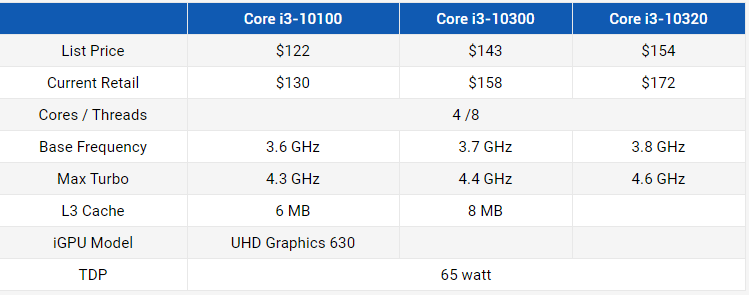 Core i3-10100 Core i3-10300 Core i3-10320
List Price $122 $143 $154
Current Retail $130 $158 $172
Cores / Threads 4 /8
Base Frequency 3.6 GHz 3.7 GHz 3.8 GHz
Max Turbo 4.3 GHz 4.4 GHz 4.6 GHz
L3 Cache 6 MB 8 MB
iGPU Model UHD Graphics 630
TDP 65 watt